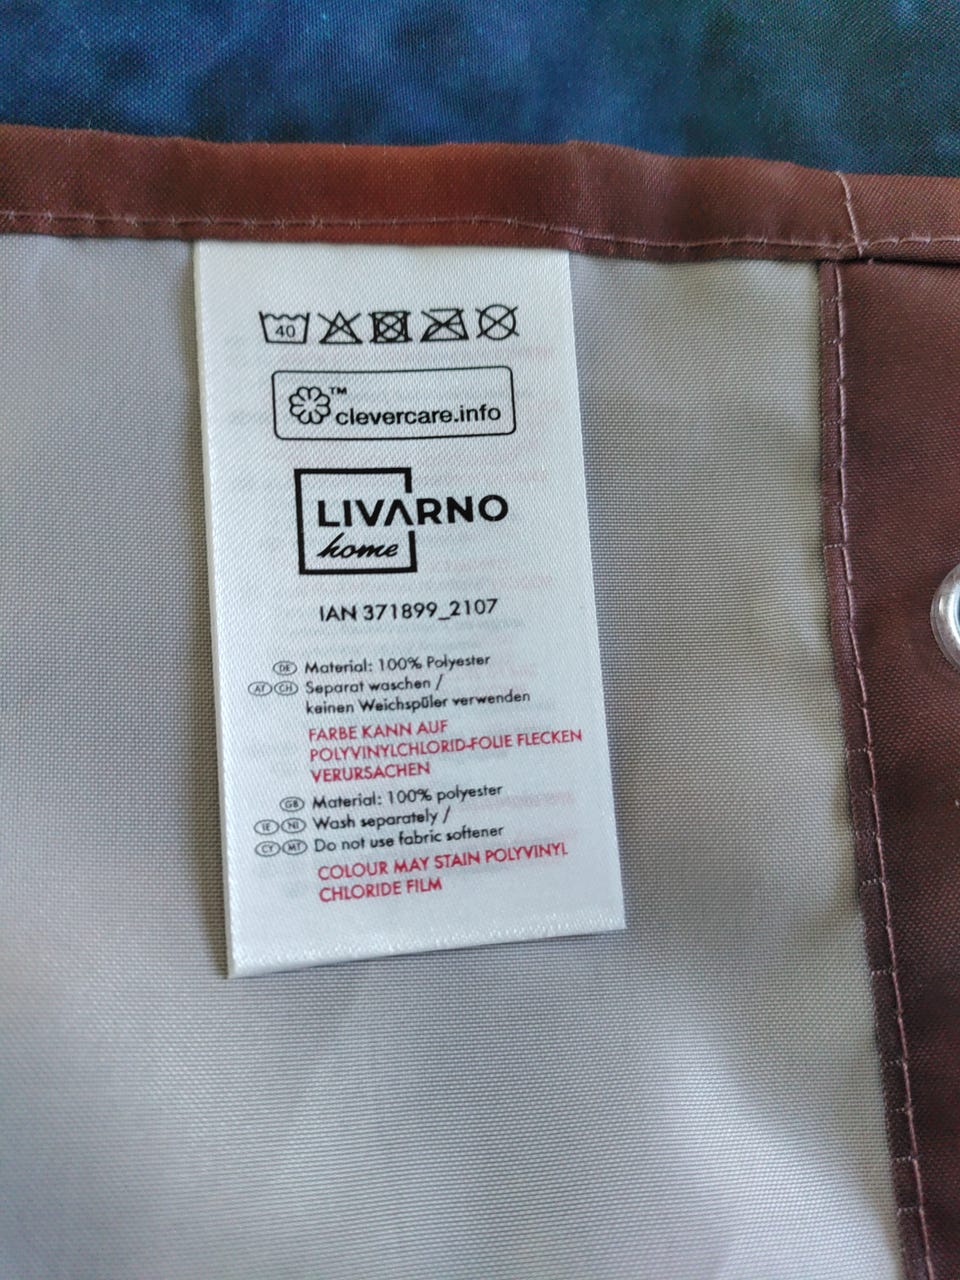 40
™
clevercare.info
LIVARNO
home
IAN 371899_2107
DE Material: 100% Polyester
AT CH Separat waschen /
keinen Weichspüler verwenden
FARBE KANN AUF
POLYVINYLCHLORID-FOLIE FLECKEN
VERURSACHEN
GB Material: 100% polyester
IE NI Wash separately /
CY MT Do not use fabric softener
COLOUR MAY STAIN POLYVINYL
CHLORIDE FILM